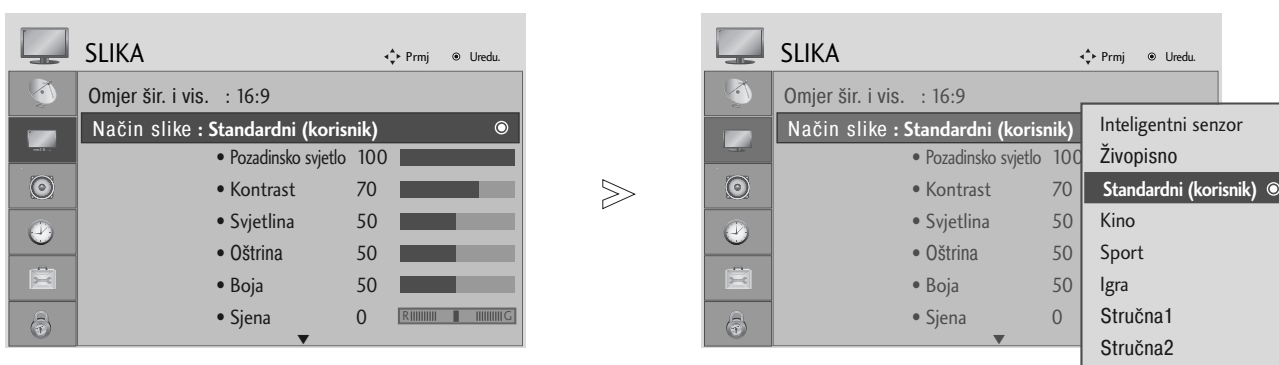 SLIKA
Prmj Uredu.
Omjer šir. i vis. : 16:9
Način slike : Standardni (korisnik)
• Pozadinsko svjetlo 100
• Kontrast 70
• Svjetlina 50
• Oštrina 50
• Boja 50
• Sjena 0 R G
SLIKA
Prmj Uredu.
Omjer šir. i vis. : 16:9
Način slike : Standardni (korisnik)
• Pozadinsko svjetlo 100
• Kontrast 70
• Svjetlina 50
• Oštrina 50
• Boja 50
• Sjena 0
Inteligentni senzor
Živopisno
Standardni (korisnik)
Kino
Sport
Igra
Stručna1
Stručna2